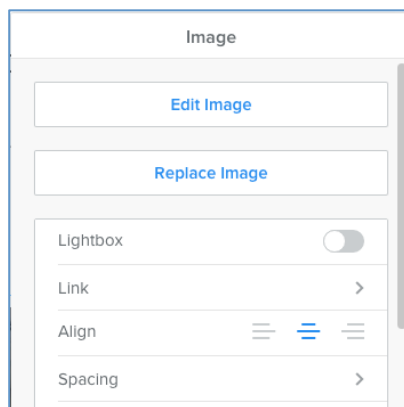 Image
Edit Image
Replace Image
Lightbox
Link
Align
Spacing